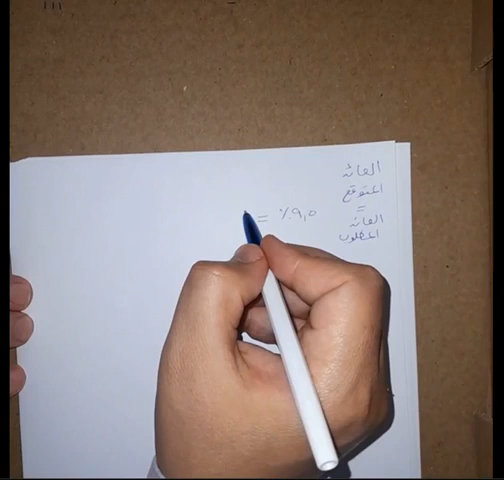 العائد
المتوقع
=
العائد
المطلوب
٪٩,٥ =